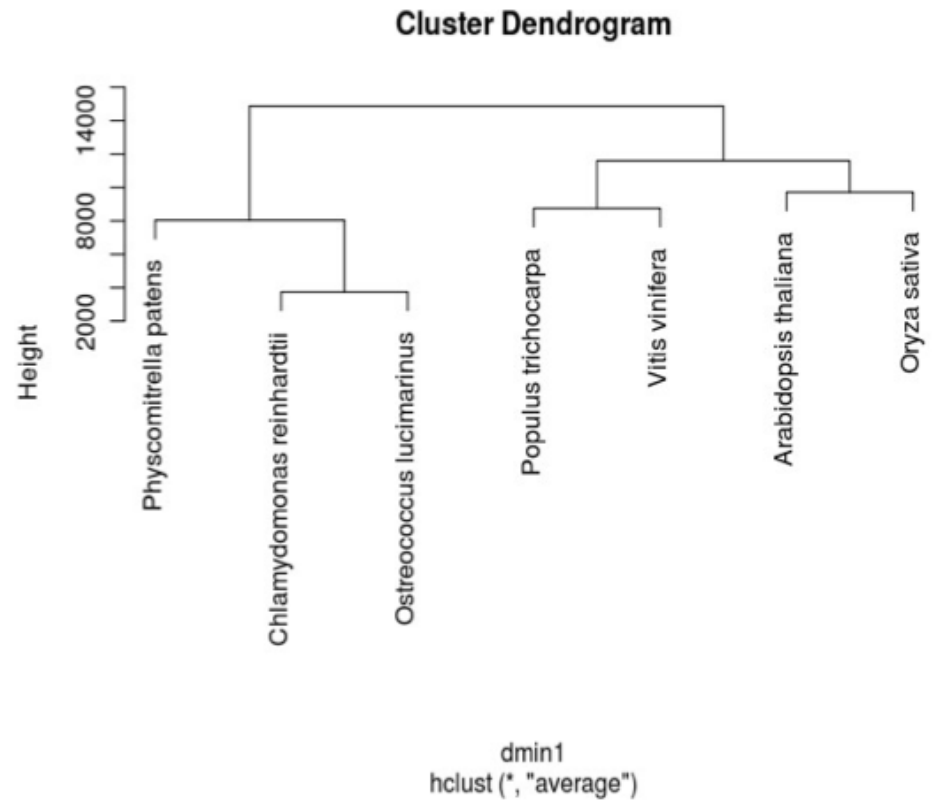 Cluster Dendrogram
Height
2000
8000
14000
Physcomitrella patens
Chlamydomonas reinhardtii
Ostreococcus lucimarinus
Populus trichocarpa
Vitis vinifera
Arabidopsis thaliana
Oryza sativa
dmin1
hclust (*, "average")